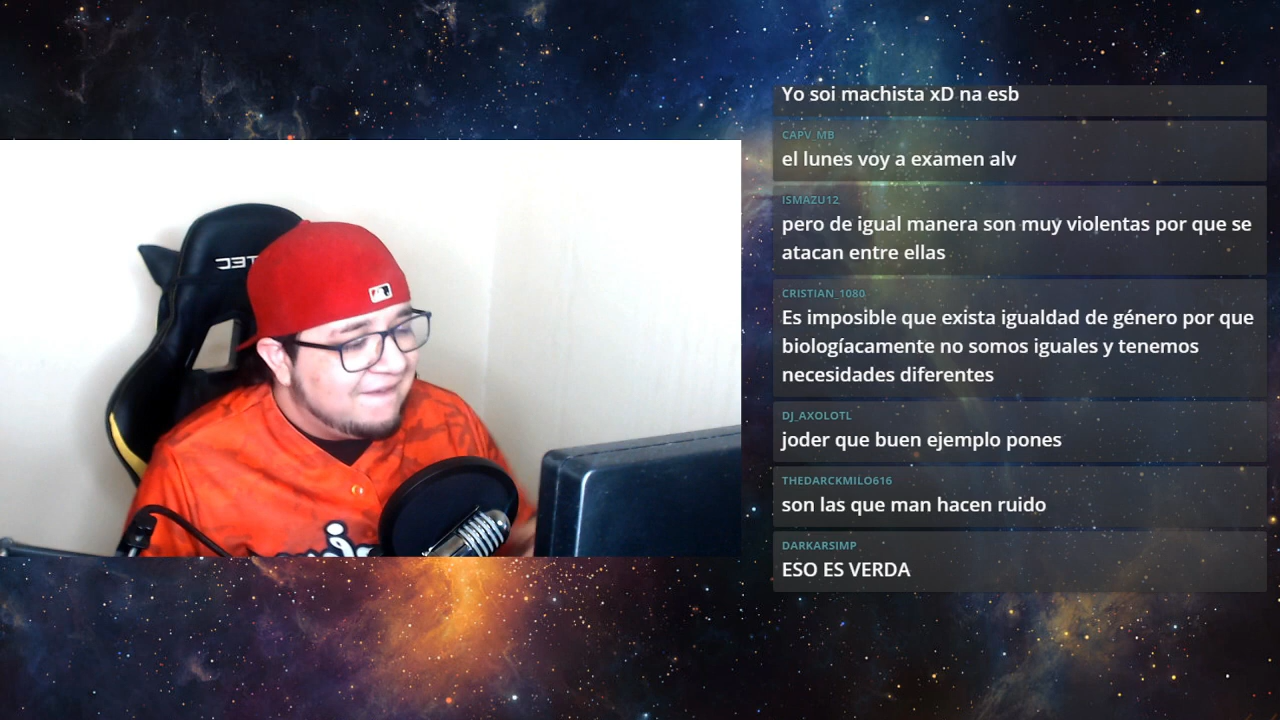 Yo soi machista xD na esb
CAPV_MB
el lunes voy a examen alv
ISMAZU12
pero de igual manera son muy violentas por que se
atacan entre ellas
CRISTIAN_1080
Es imposible que exista igualdad de género por que
biologíacamente no somos iguales y tenemos
necesidades diferentes
DJ_AXOLOTL
joder que buen ejemplo pones
THEDARCKMILO616
son las que man hacen ruido
DARKARSIMP
ESO ES VERDA